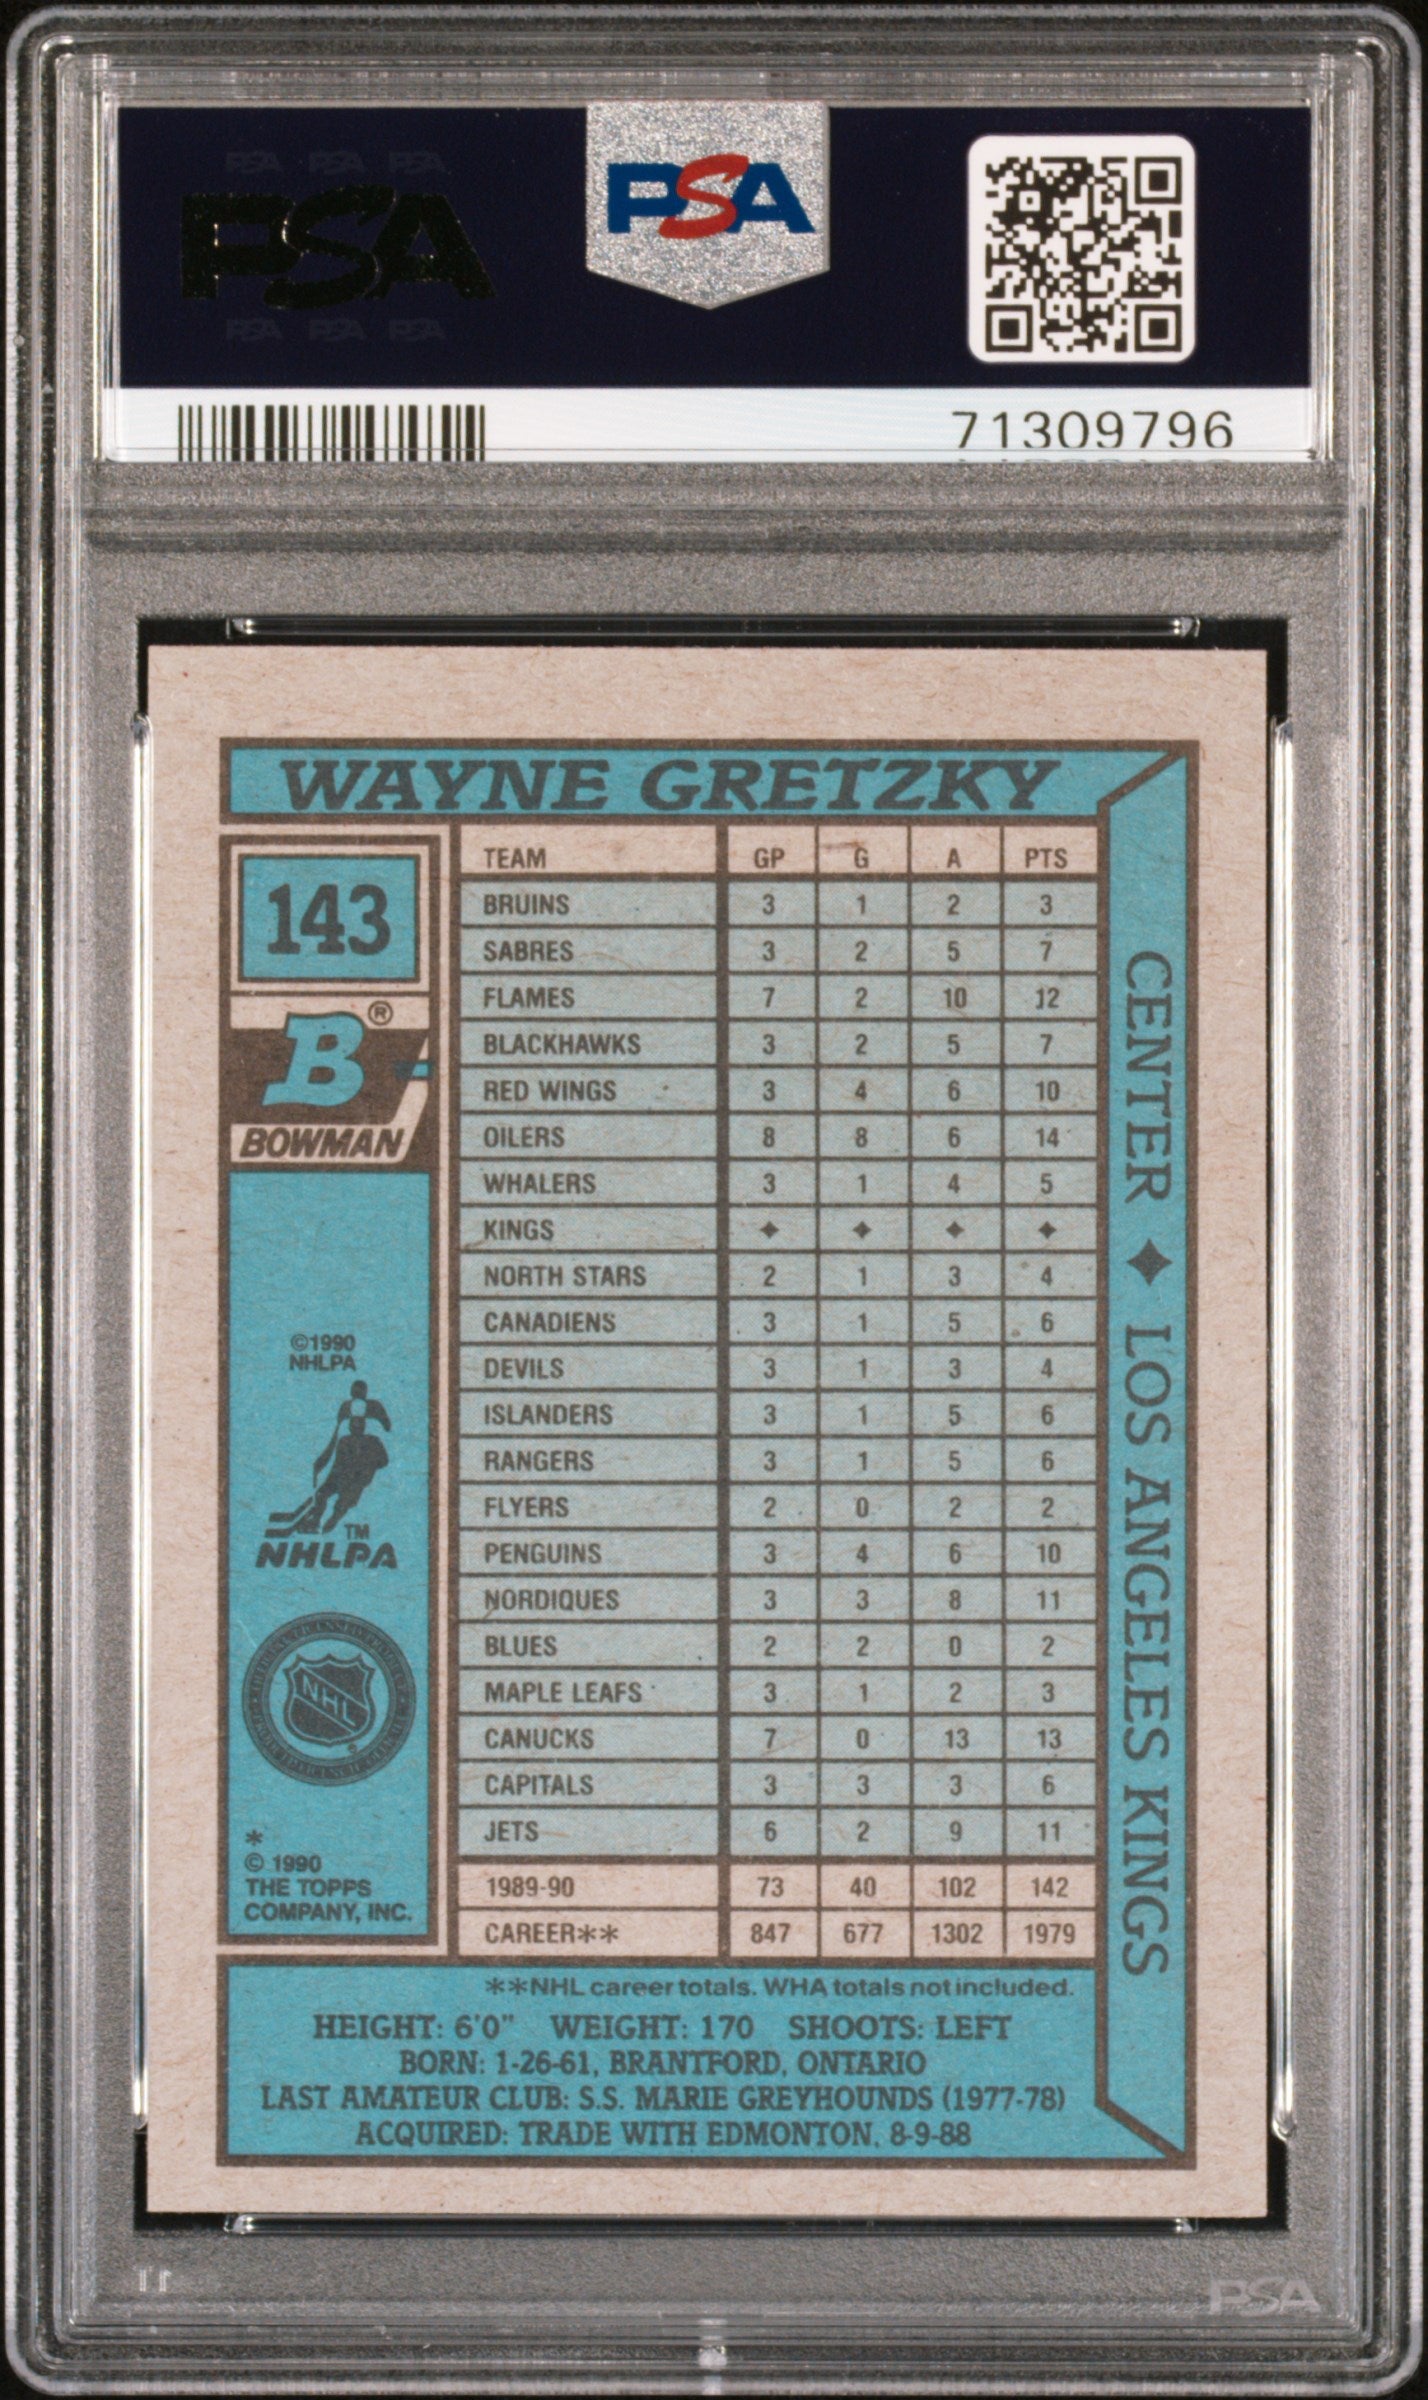 PSA PSA PSA
PSA
PSA PSA PSA
PSA
71309796
WAYNE GRETZKY
143
B®
BOWMAN
©1990
NHLPA
TM
NHLPA
NHL
*
© 1990
THE TOPPS
COMPANY, INC.
TEAM GP G A PTS
BRUINS 3 1 2 3
SABRES 3 2 5 7
FLAMES 7 2 10 12
BLACKHAWKS 3 2 5 7
RED WINGS 3 4 6 10
OILERS 8 8 6 14
WHALERS 3 1 4 5
KINGS ✦ ✦ ✦ ✦
NORTH STARS 2 1 3 4
CANADIENS 3 1 5 6
DEVILS 3 1 3 4
ISLANDERS 3 1 5 6
RANGERS 3 1 5 6
FLYERS 2 0 2 2
PENGUINS 3 4 6 10
NORDIQUES 3 3 8 11
BLUES 2 2 0 2
MAPLE LEAFS 3 1 2 3
CANUCKS 7 0 13 13
CAPITALS 3 3 3 6
JETS 6 2 9 11
1989-90 73 40 102 142
CAREER** 847 677 1302 1979
CENTER ✦ LOS ANGELES KINGS
**NHL career totals. WHA totals not included.
HEIGHT: 6'0" WEIGHT: 170 SHOOTS: LEFT
BORN: 1-26-61, BRANTFORD, ONTARIO
LAST AMATEUR CLUB: S.S. MARIE GREYHOUNDS (1977-78)
ACQUIRED: TRADE WITH EDMONTON, 8-9-88
PSA